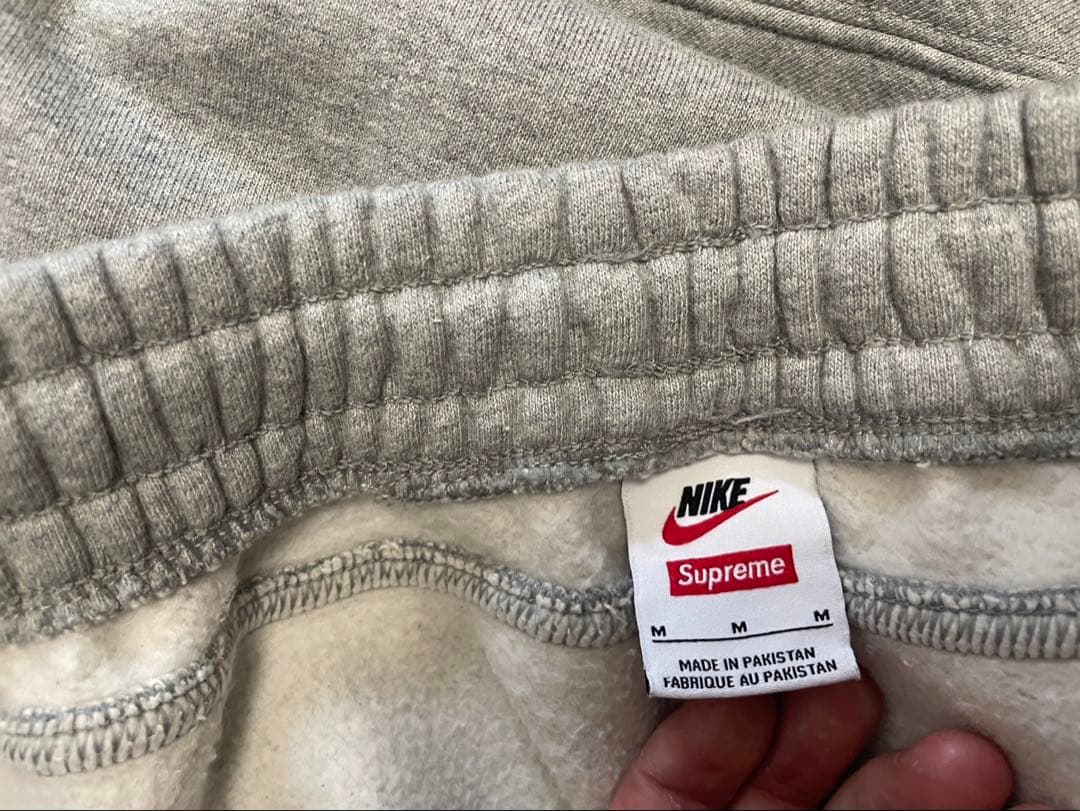 NIKE
Supreme
M M M
MADE IN PAKISTAN
FABRIQUE AU PAKISTAN